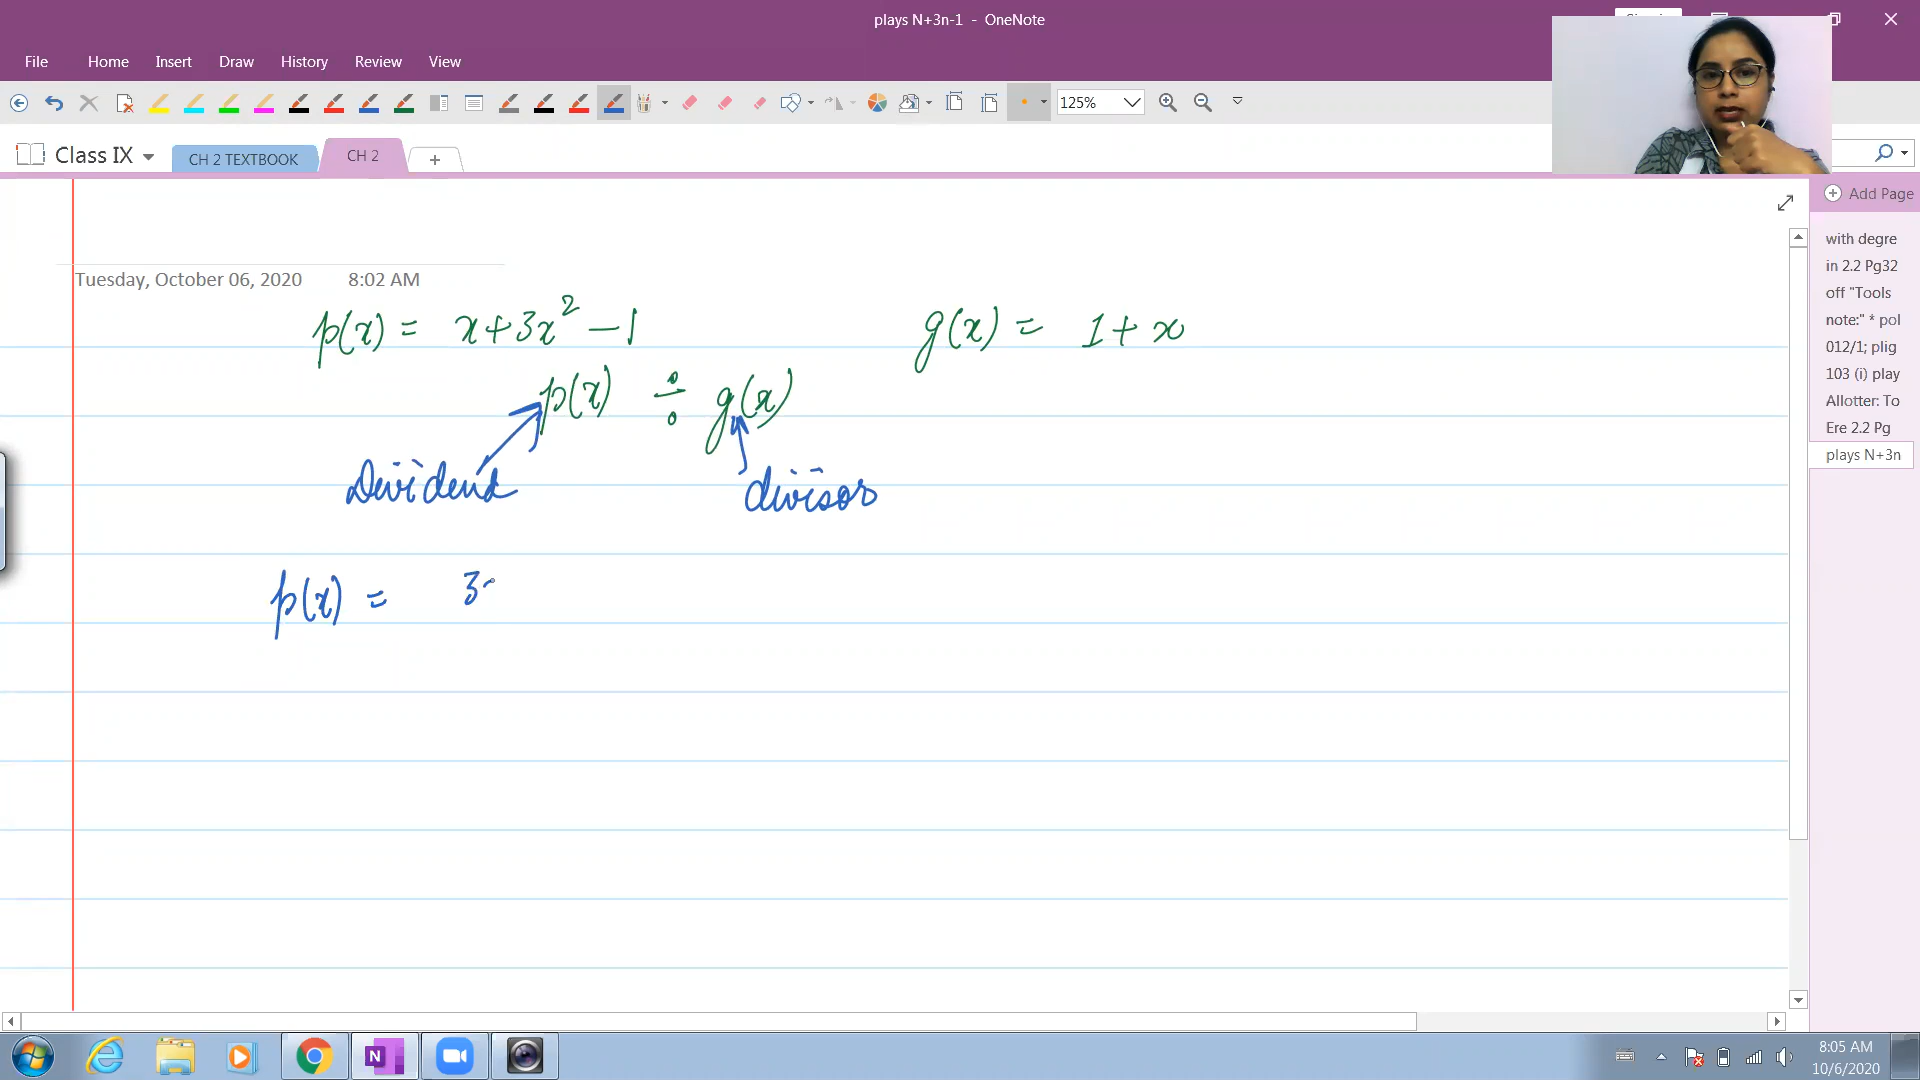 plays N+3n-1 - OneNote
File Home Insert Draw History Review View
125%
Class IX CH 2 TEXTBOOK CH 2 +
Add Page
with degre
in 2.2 Pg32
off "Tools
note:" * pol
012/1; plig
103 (i) play
Allotter: To
Ere 2.2 Pg
plays N+3n
Tuesday, October 06, 2020 8:02 AM
p(x) = x+3x² −1 g(x) = 1+x
p(x) ÷ g(x)
Dividend divisor
p(x) = 3
8:05 AM
10/6/2020